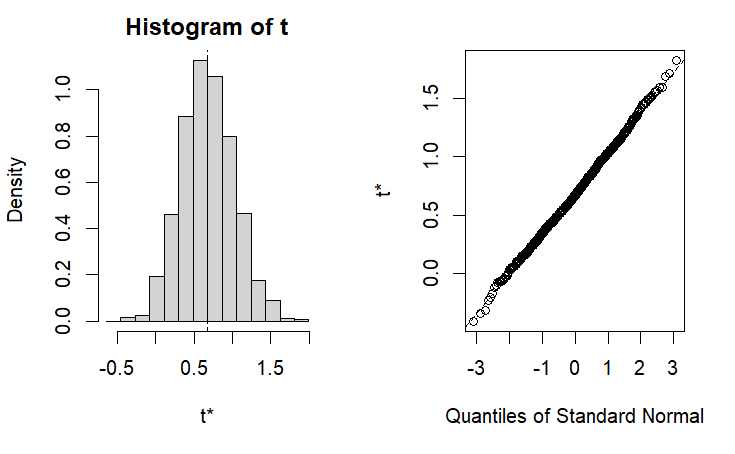 Histogram of t
Density
0.0 0.2 0.4 0.6 0.8 1.0
-0.5 0.5 1.5
t*
t*
0.0 0.5 1.0 1.5
-3 -1 0 1 2 3
Quantiles of Standard Normal